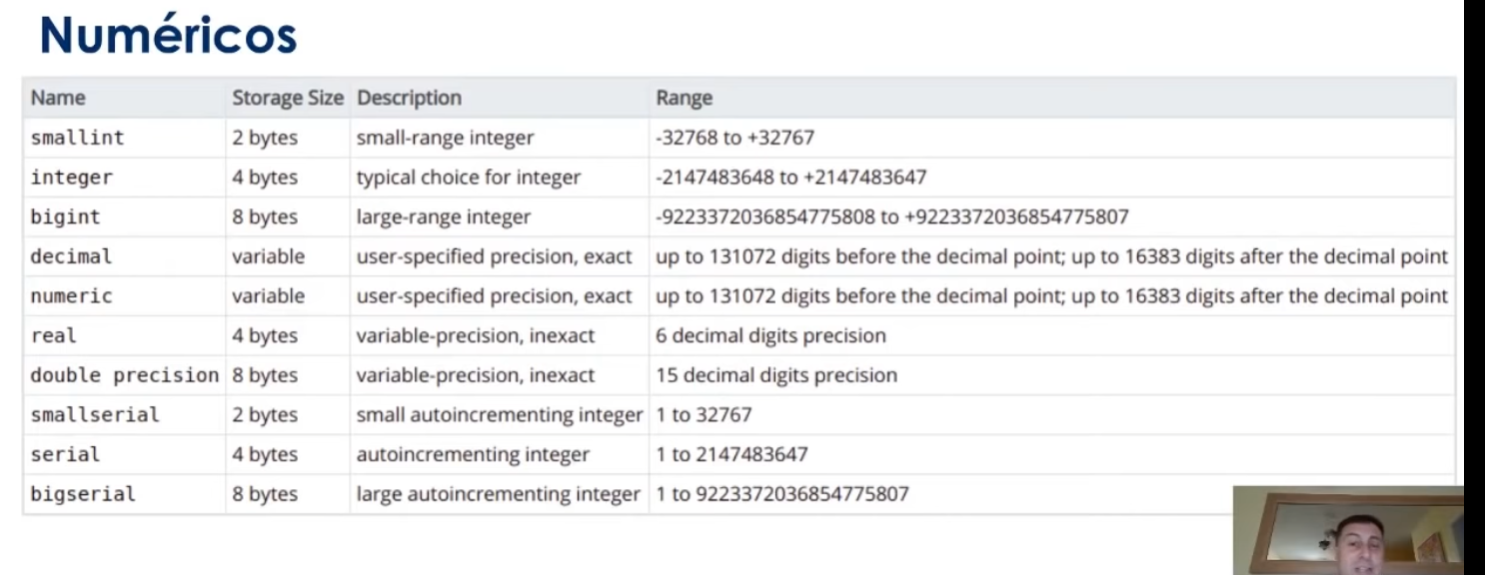 Numéricos
Name Storage Size Description Range
smallint 2 bytes small-range integer -32768 to +32767
integer 4 bytes typical choice for integer -2147483648 to +2147483647
bigint 8 bytes large-range integer -9223372036854775808 to +9223372036854775807
decimal variable user-specified precision, exact up to 131072 digits before the decimal point; up to 16383 digits after the decimal point
numeric variable user-specified precision, exact up to 131072 digits before the decimal point; up to 16383 digits after the decimal point
real 4 bytes variable-precision, inexact 6 decimal digits precision
double precision 8 bytes variable-precision, inexact 15 decimal digits precision
smallserial 2 bytes small autoincrementing integer 1 to 32767
serial 4 bytes autoincrementing integer 1 to 2147483647
bigserial 8 bytes large autoincrementing integer 1 to 9223372036854775807